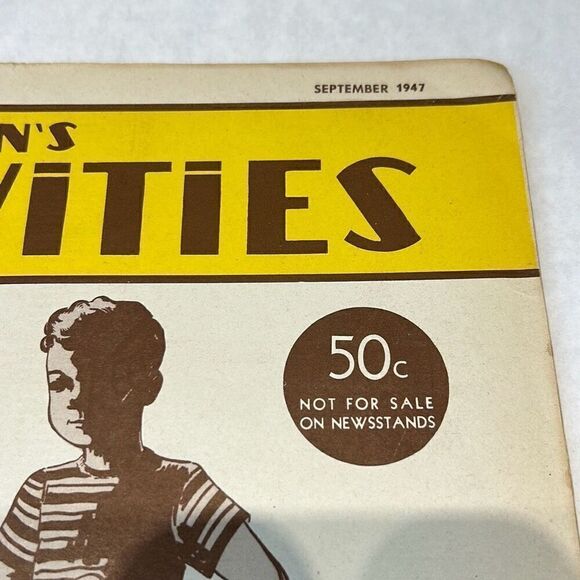 SEPTEMBER 1947
N'S
VITIES
50c
NOT FOR SALE
ON NEWSSTANDS